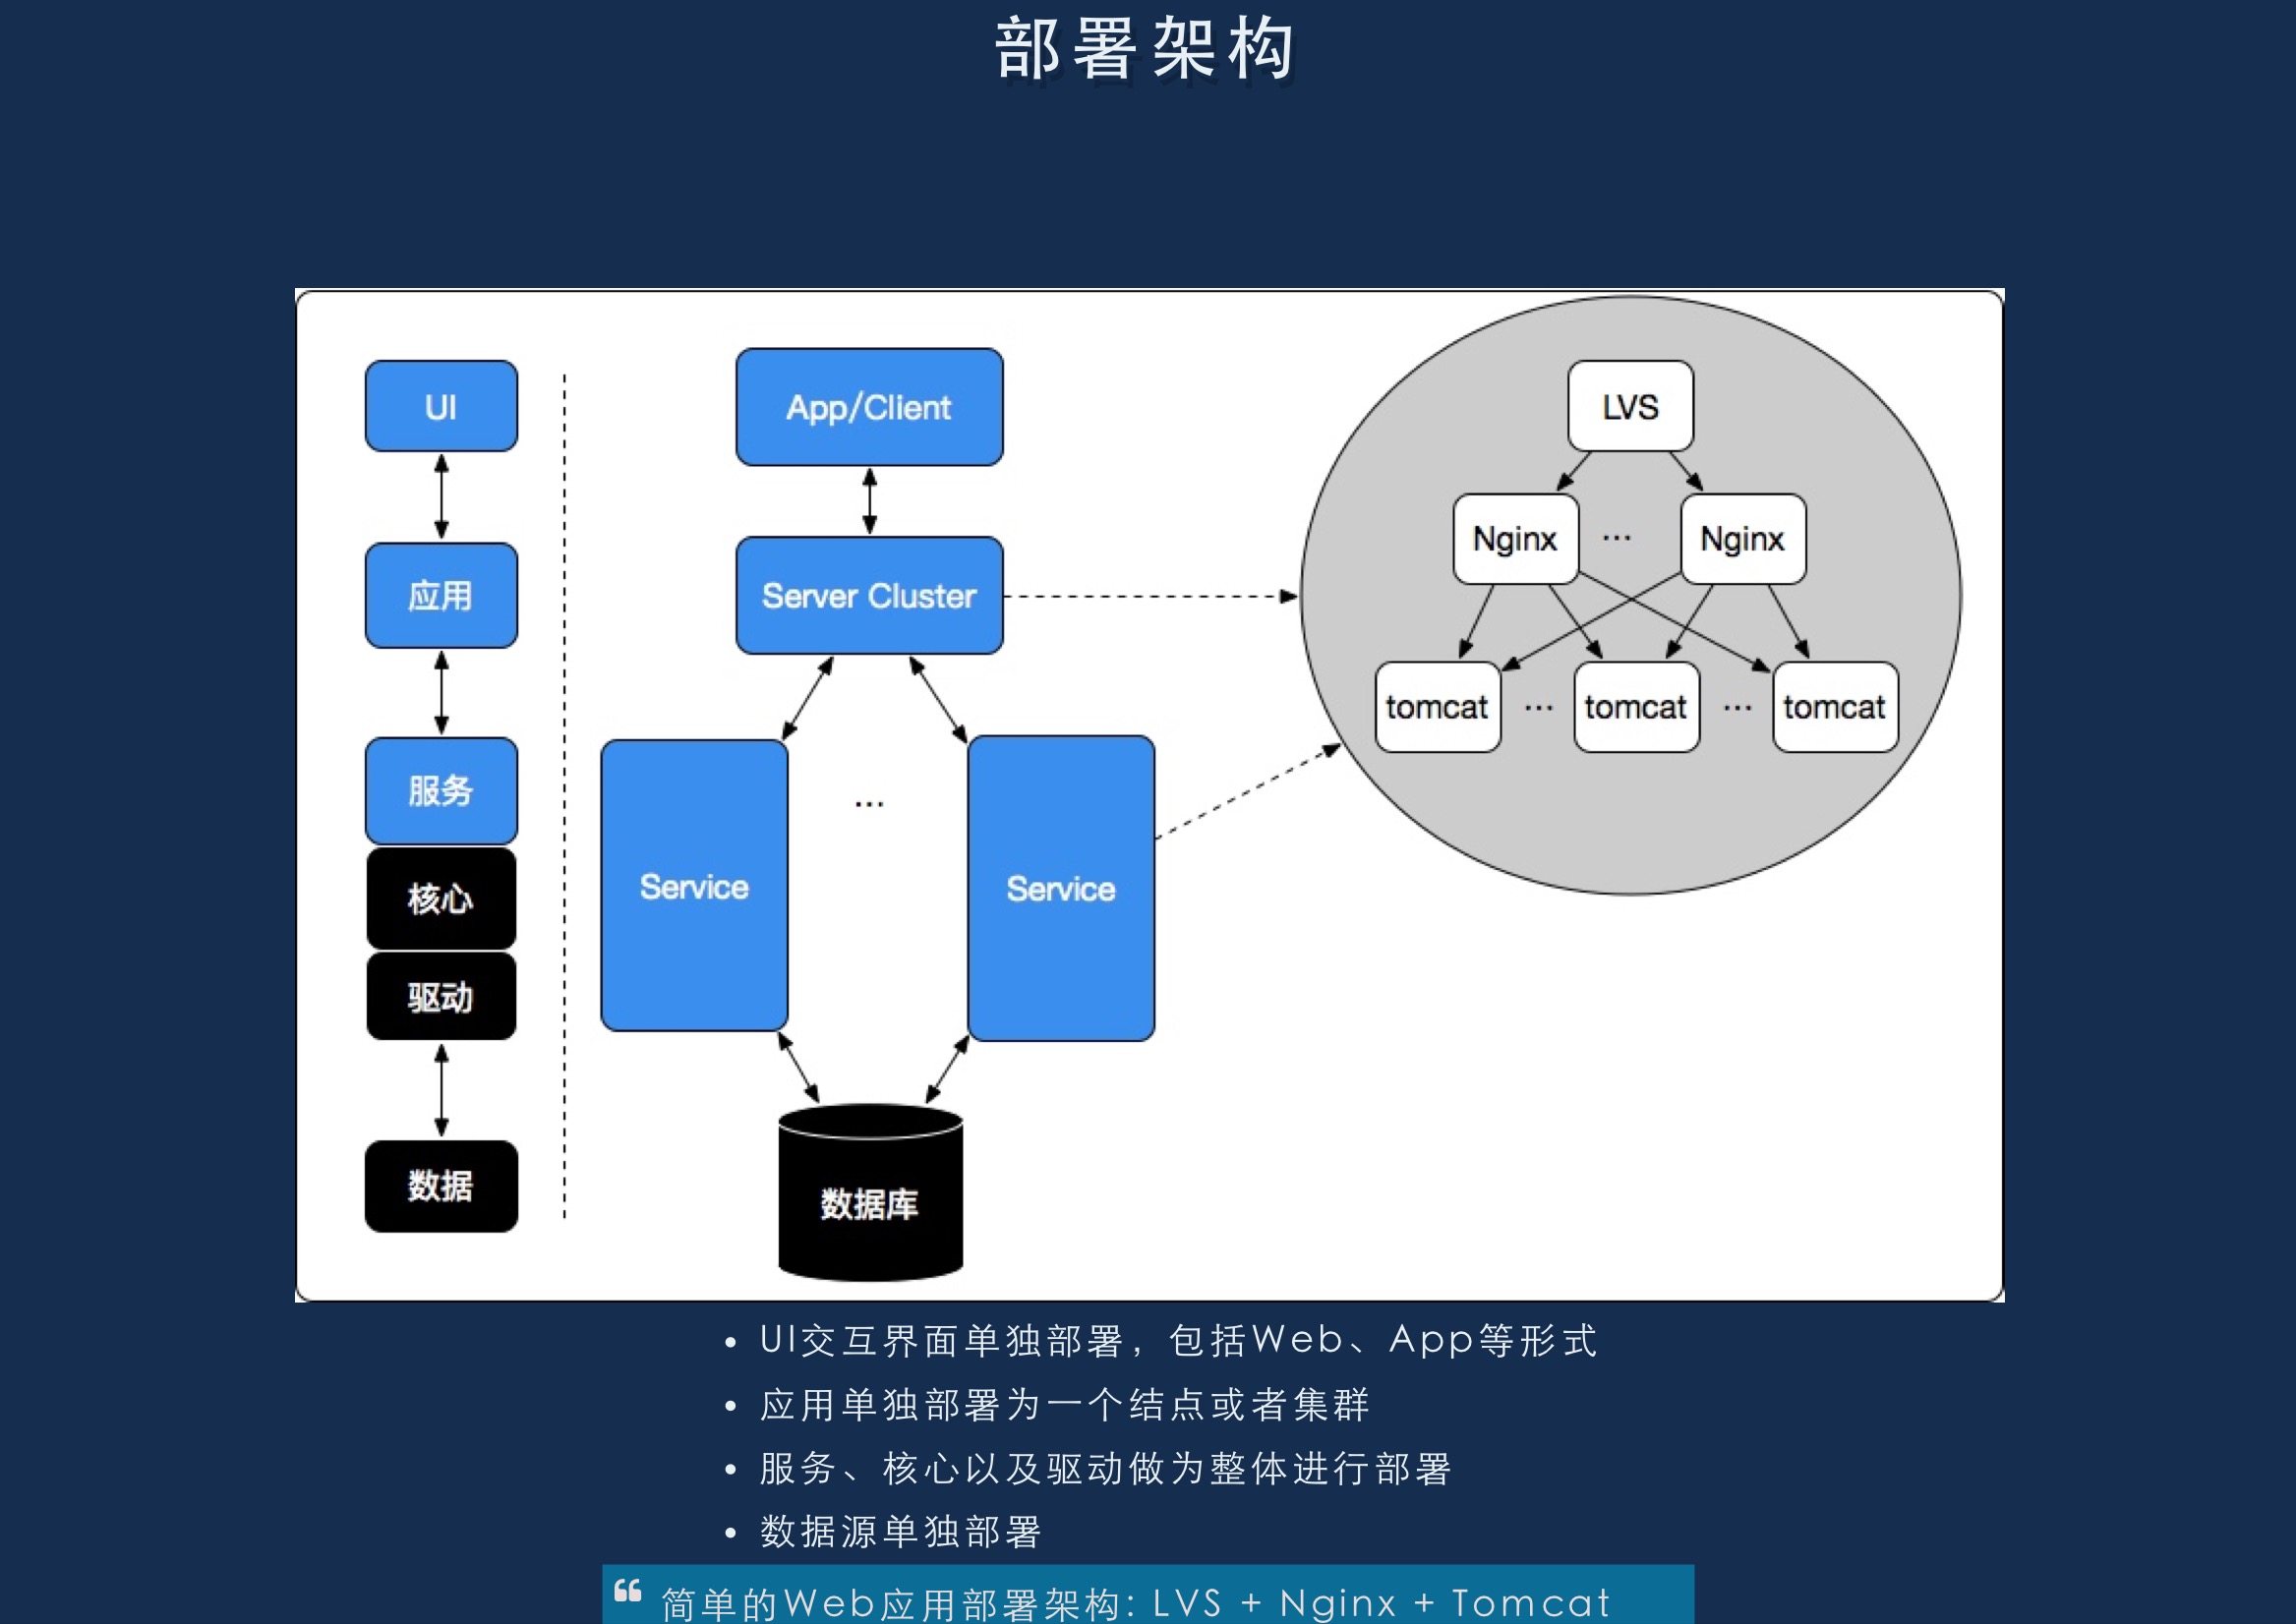 部署架构
UI
应用
服务
核心
驱动
数据
App/Client
Server Cluster
Service
...
Service
数据库
LVS
Nginx ... Nginx
tomcat ... tomcat ... tomcat
• UI交互界面单独部署，包括Web、App等形式
• 应用单独部署为一个结点或者集群
• 服务、核心以及驱动做为整体进行部署
• 数据源单独部署
“ 简单的Web应用部署架构: LVS + Nginx + Tomcat